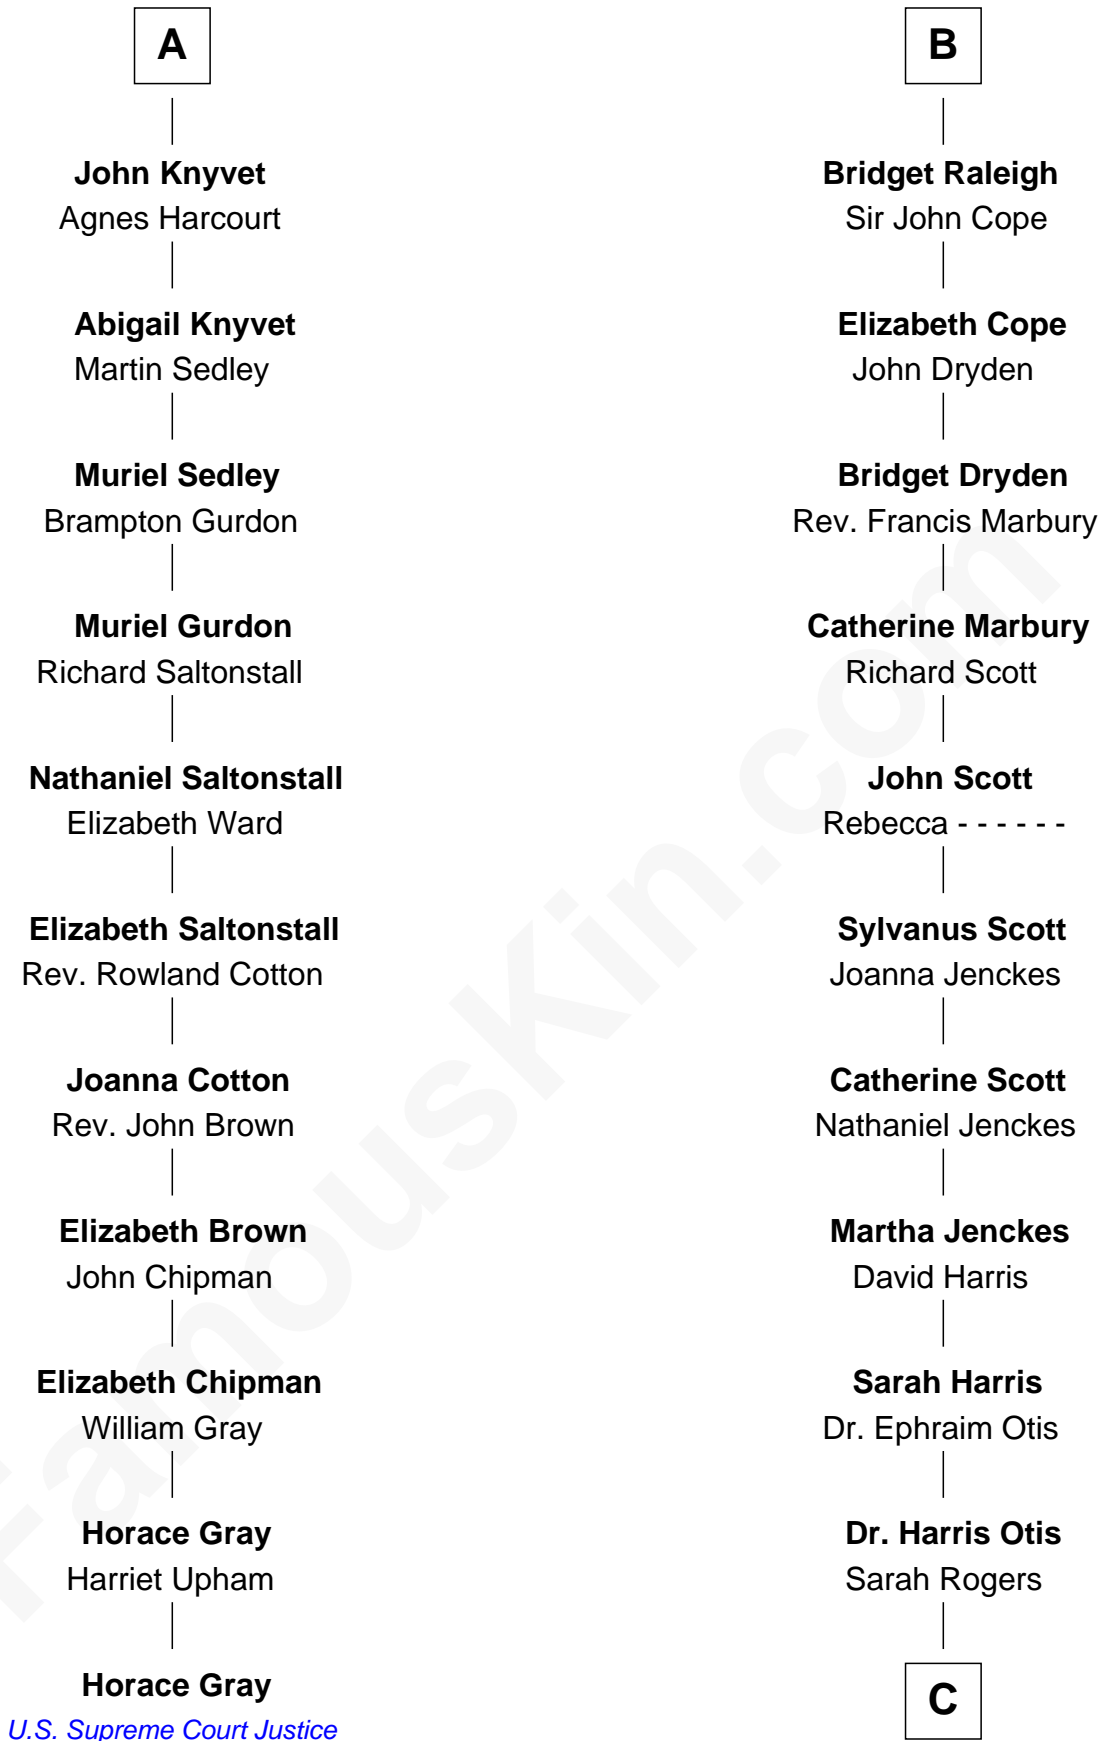 A
John Knyvet
Agnes Harcourt
Abigail Knyvet
Martin Sedley
Muriel Sedley
Brampton Gurdon
Muriel Gurdon
Richard Saltonstall
Nathaniel Saltonstall
Elizabeth Ward
Elizabeth Saltonstall
Rev. Rowland Cotton
Joanna Cotton
Rev. John Brown
Elizabeth Brown
John Chipman
Elizabeth Chipman
William Gray
Horace Gray
Harriet Upham
Horace Gray
U.S. Supreme Court Justice
B
Bridget Raleigh
Sir John Cope
Elizabeth Cope
John Dryden
Bridget Dryden
Rev. Francis Marbury
Catherine Marbury
Richard Scott
John Scott
Rebecca - - - - - -
Sylvanus Scott
Joanna Jenckes
Catherine Scott
Nathaniel Jenckes
Martha Jenckes
David Harris
Sarah Harris
Dr. Ephraim Otis
Dr. Harris Otis
Sarah Rogers
C
FamousKin.com